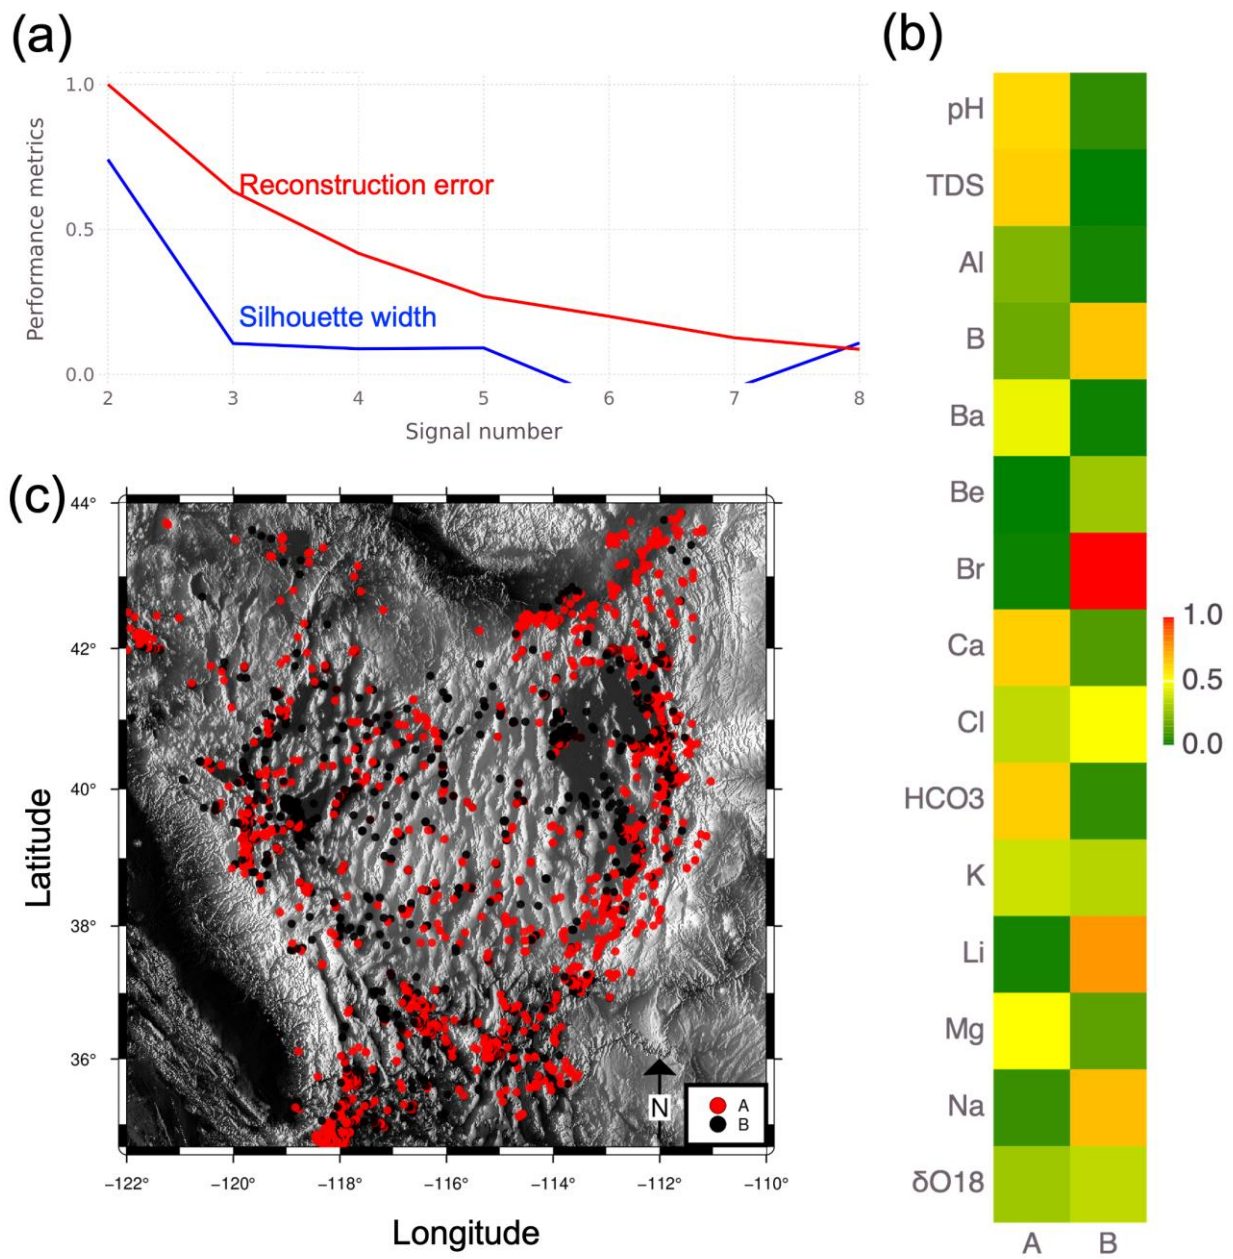 (a)
1.0
0.5
0.0
Performance metrics
Reconstruction error
Silhouette width
2 3 4 5 6 7 8
Signal number
(b)
pH
TDS
Al
B
Ba
Be
Br
Ca
Cl
HCO3
K
Li
Mg
Na
δO18
A B
1.0
0.5
0.0
(c)
44°
42°
40°
38°
36°
Latitude
N
A
B
−122° −120° −118° −116° −114° −112° −110°
Longitude